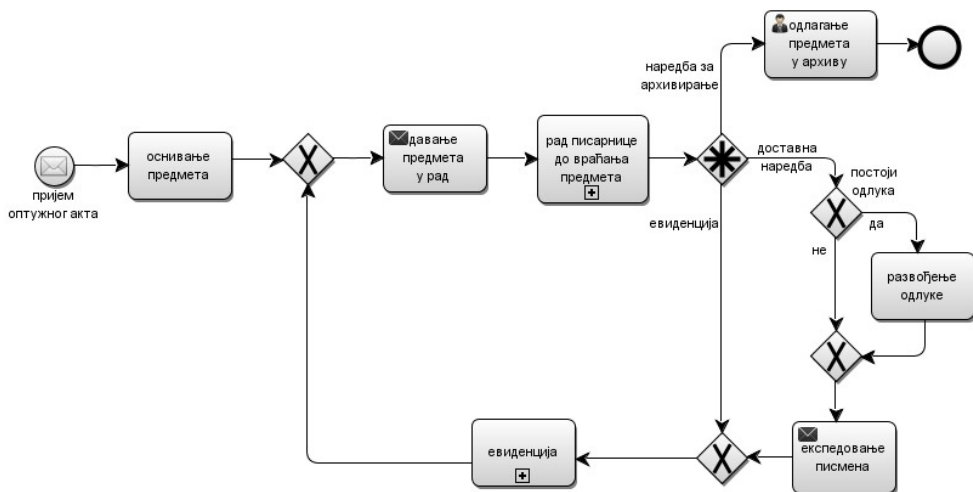 одлагање
предмета
у архиву
наредба за
архивирање
пријем
оптужног акта
оснивање
предмета
давање
предмета
у рад
рад писарнице
до враћања
предмета
доставна
наредба
постоји
одлука
да
не
евиденција
развођење
одлуке
евиденција
експедовање
писмена